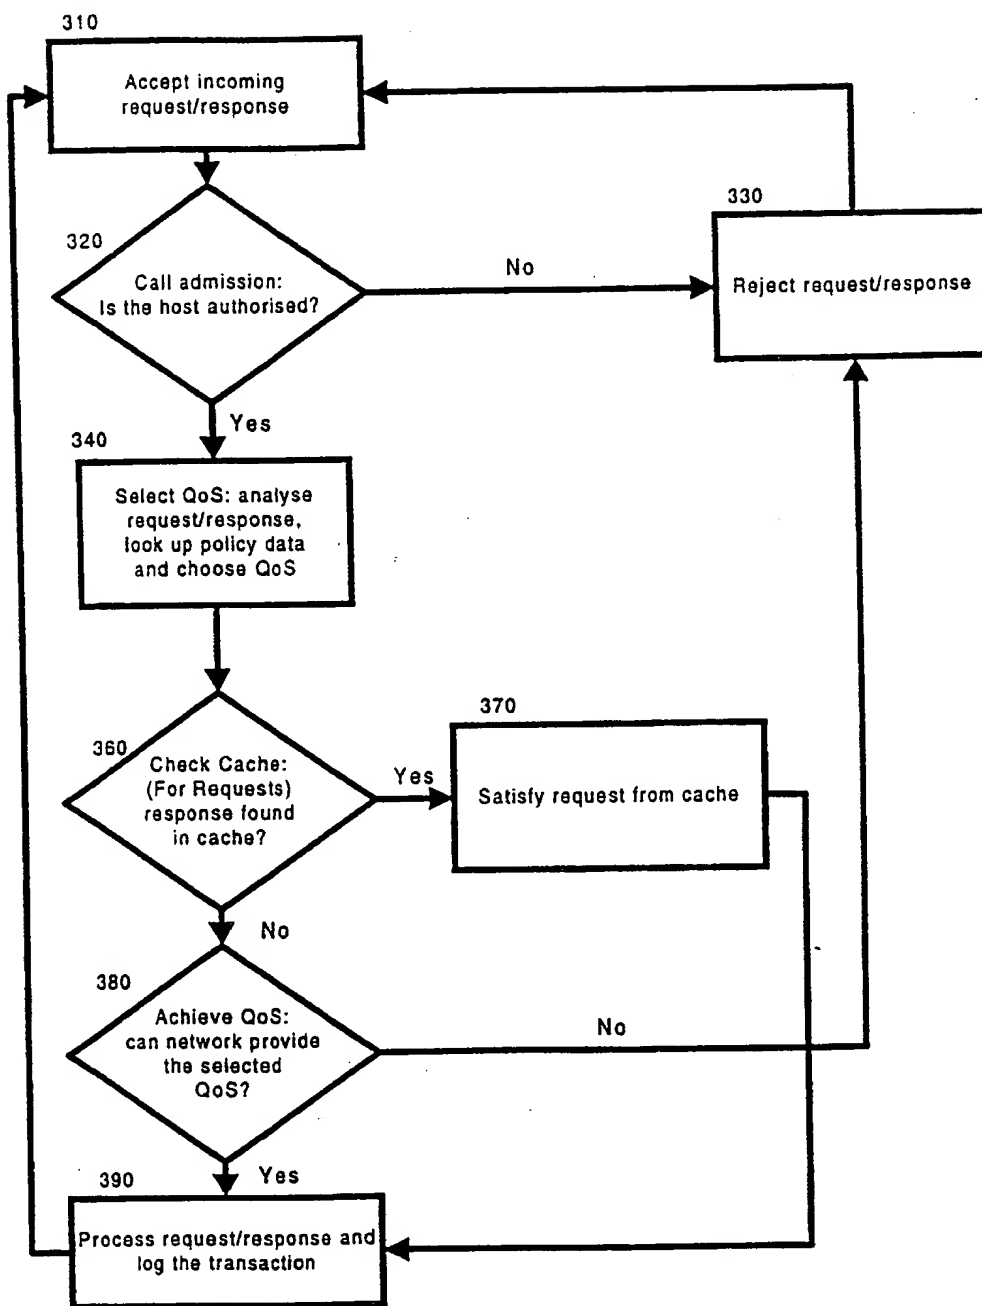 310
Accept incoming
request/response
320
Call admission:
Is the host authorised?
No
330
Reject request/response
Yes
340
Select QoS: analyse
request/response,
look up policy data
and choose QoS
360
Check Cache:
(For Requests)
response found
in cache?
Yes
370
Satisfy request from cache
No
380
Achieve QoS:
can network provide
the selected
QoS?
No
Yes
390
Process request/response and
log the transaction